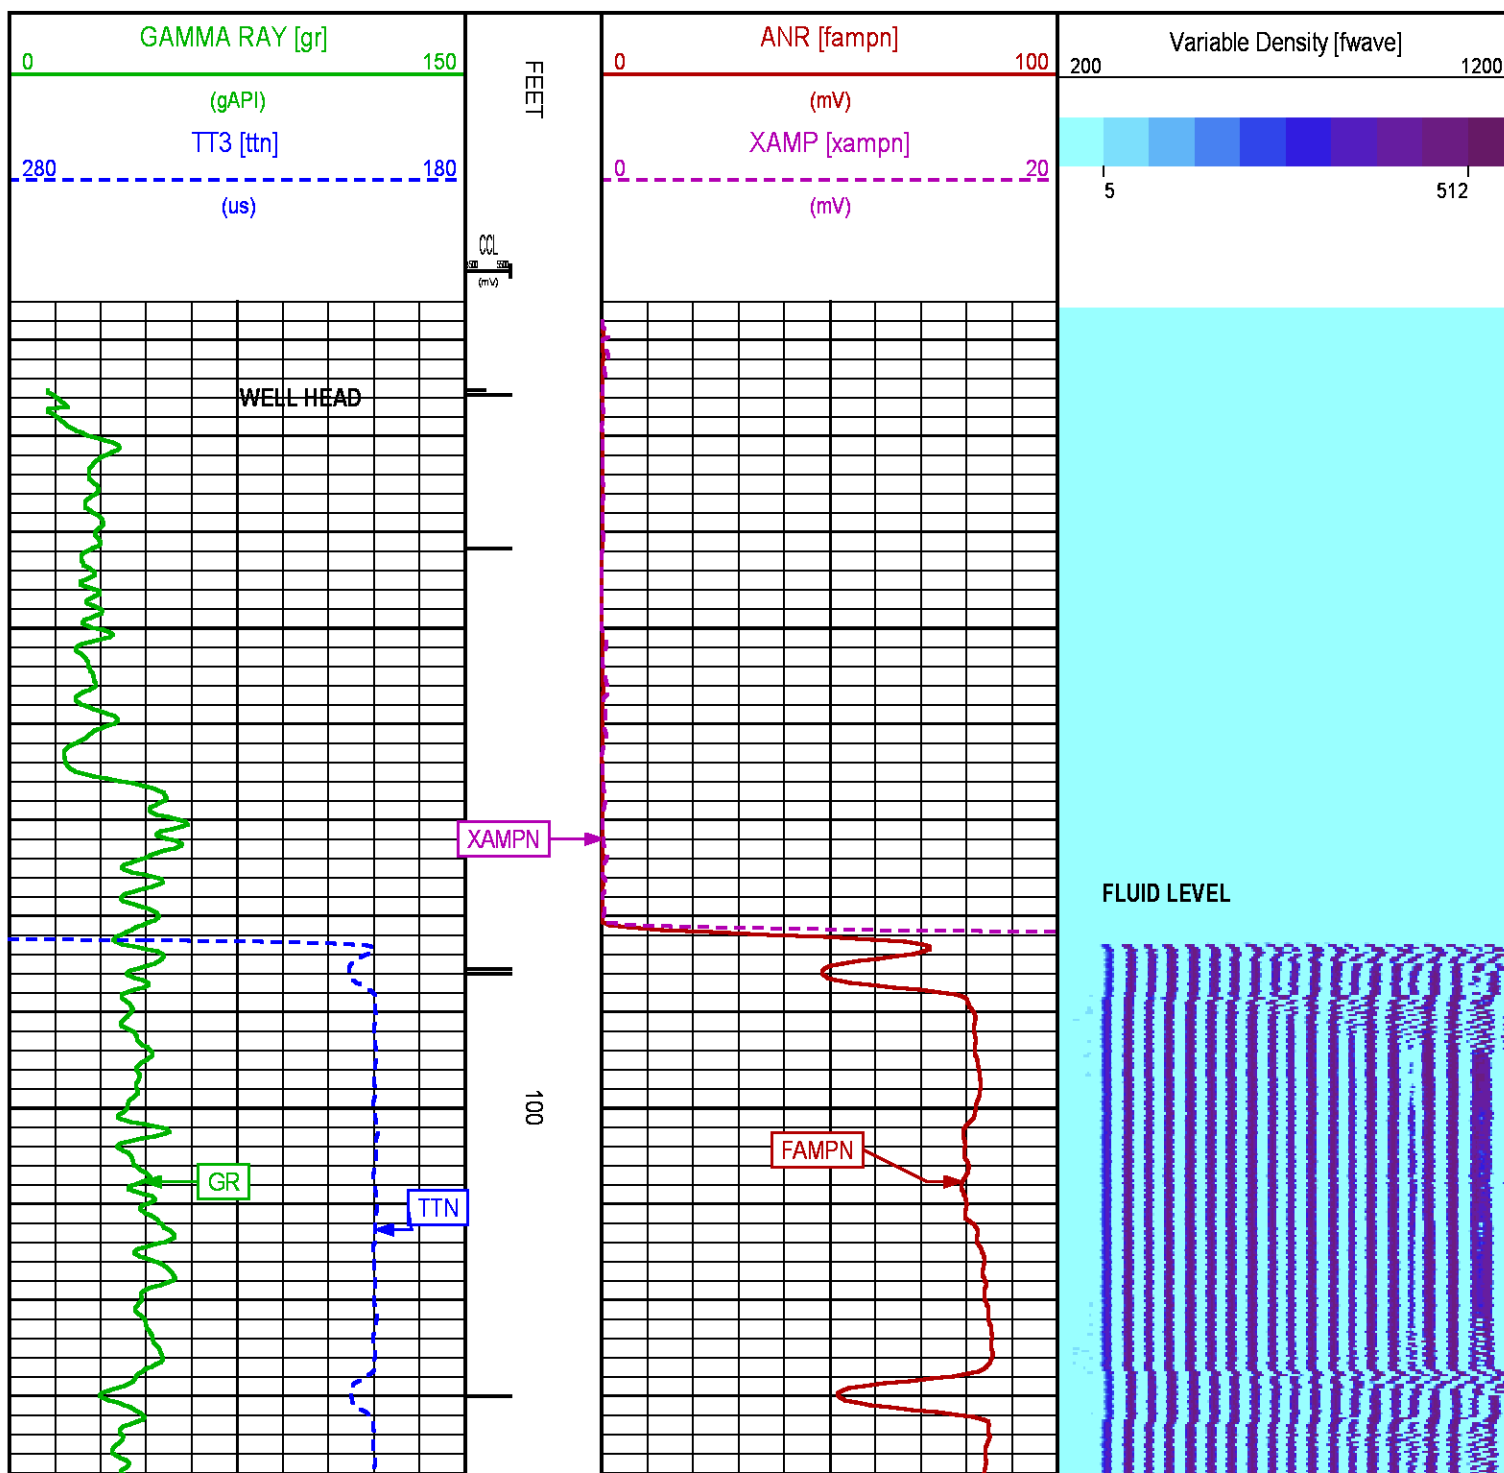 GAMMA RAY [gr]
0 150
(gAPI)
TT3 [ttn]
280 180
(us)
FEET
CCL
(mV)
ANR [fampn]
0 100
(mV)
XAMP [xampn]
0 20
(mV)
Variable Density [fwave]
200 1200
5 512
WELL HEAD
XAMPN
FLUID LEVEL
100
FAMPN
GR
TTN